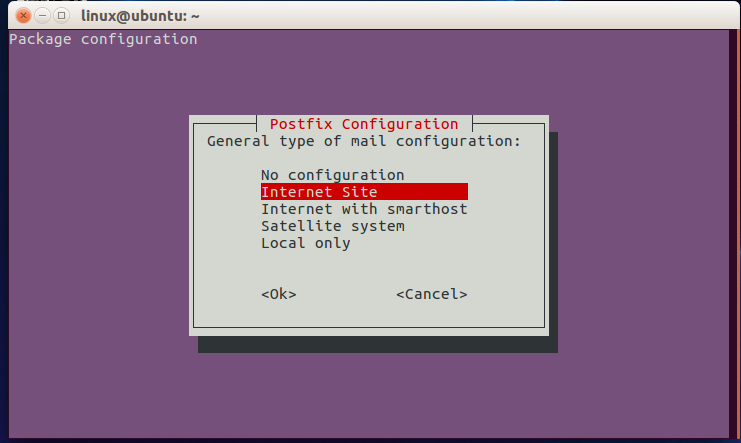 linux@ubuntu: ~
Package configuration
Postfix Configuration
General type of mail configuration:
No configuration
Internet Site
Internet with smarthost
Satellite system
Local only
<Ok> <Cancel>